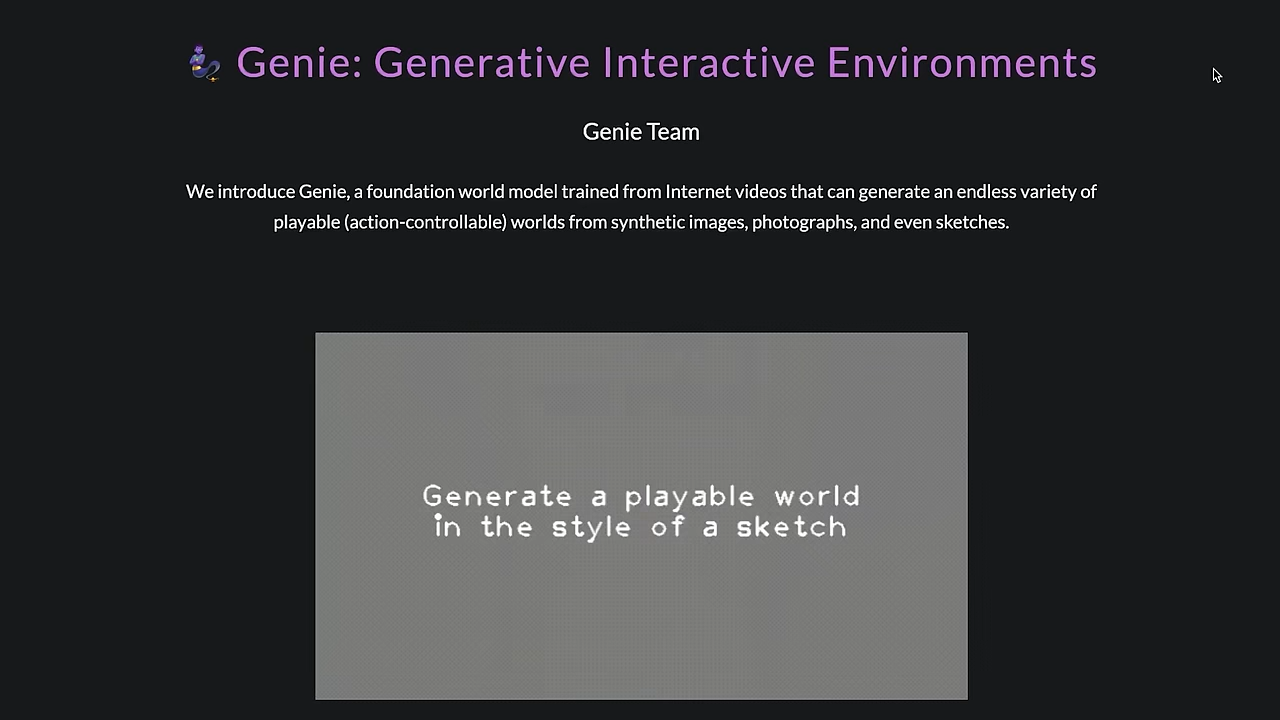 Genie: Generative Interactive Environments
Genie Team
We introduce Genie, a foundation world model trained from Internet videos that can generate an endless variety of
playable (action-controllable) worlds from synthetic images, photographs, and even sketches.
Generate a playable world
in the style of a sketch